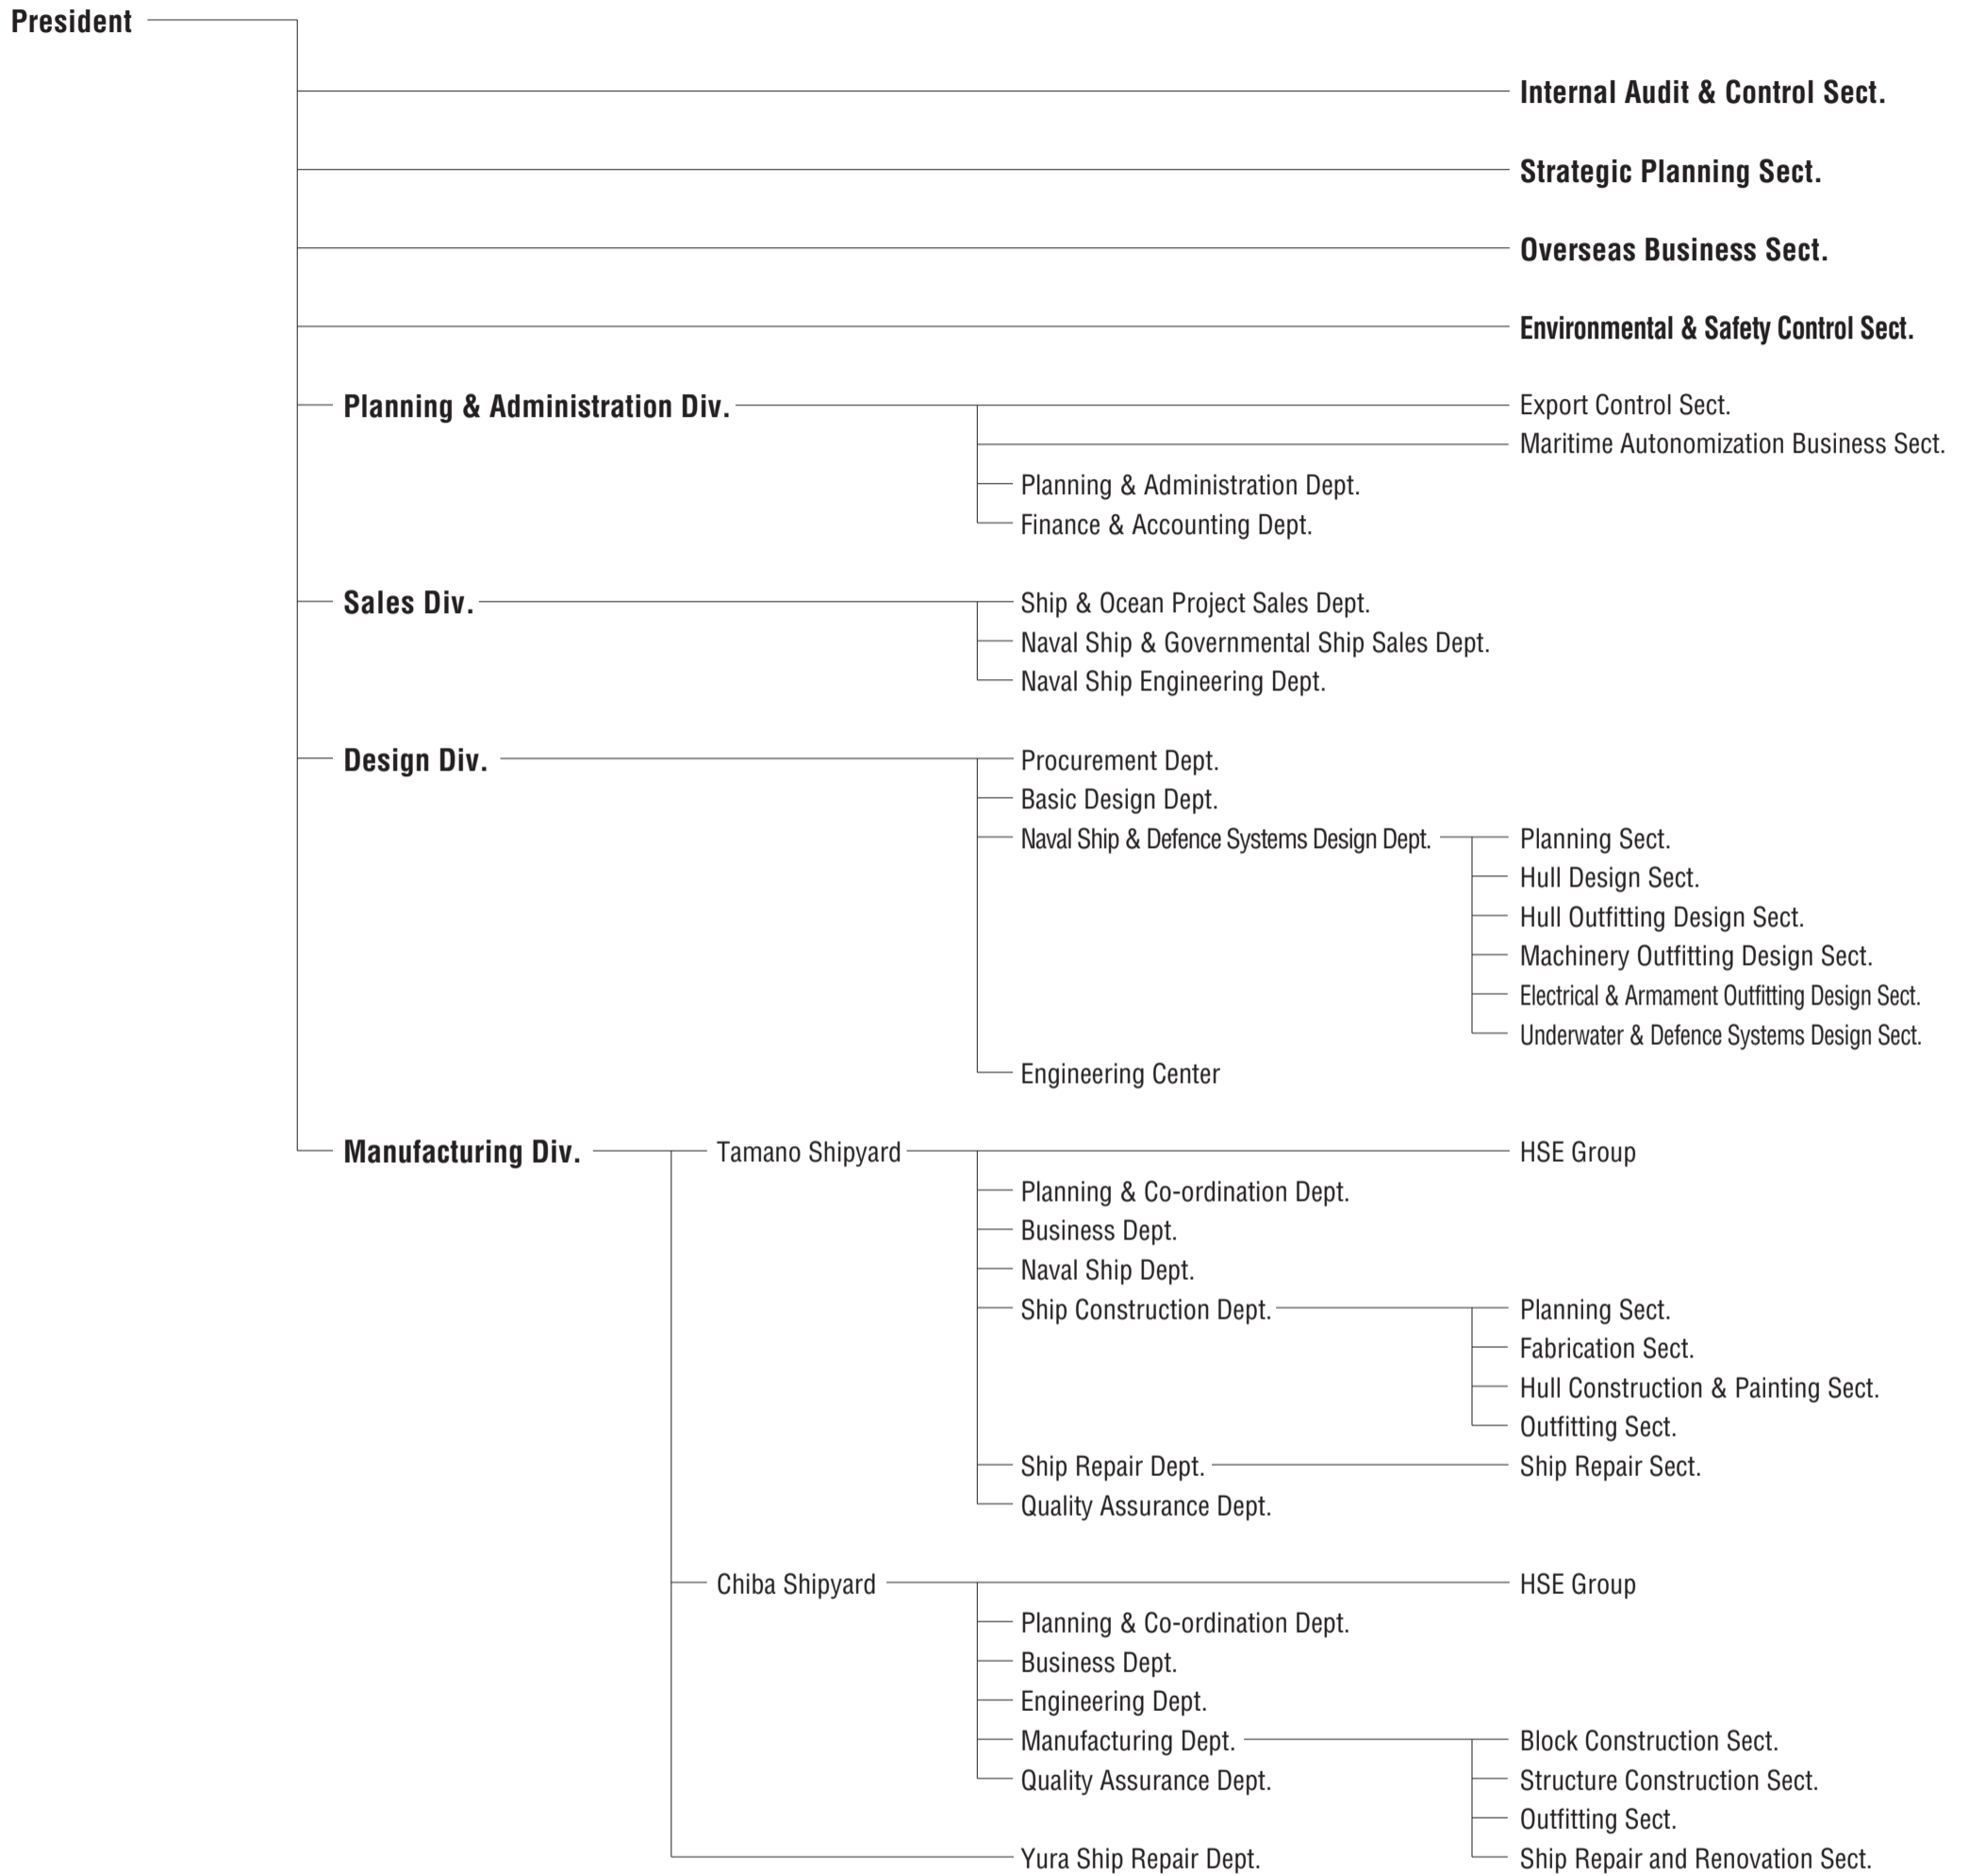 President
Internal Audit & Control Sect.
Strategic Planning Sect.
Overseas Business Sect.
Environmental & Safety Control Sect.
Planning & Administration Div.
Export Control Sect.
Maritime Autonomization Business Sect.
Planning & Administration Dept.
Finance & Accounting Dept.
Sales Div.
Ship & Ocean Project Sales Dept.
Naval Ship & Governmental Ship Sales Dept.
Naval Ship Engineering Dept.
Design Div.
Procurement Dept.
Basic Design Dept.
Naval Ship & Defence Systems Design Dept.
Planning Sect.
Hull Design Sect.
Hull Outfitting Design Sect.
Machinery Outfitting Design Sect.
Electrical & Armament Outfitting Design Sect.
Underwater & Defence Systems Design Sect.
Engineering Center
Manufacturing Div.
Tamano Shipyard
HSE Group
Planning & Co-ordination Dept.
Business Dept.
Naval Ship Dept.
Ship Construction Dept.
Planning Sect.
Fabrication Sect.
Hull Construction & Painting Sect.
Outfitting Sect.
Ship Repair Dept.
Ship Repair Sect.
Quality Assurance Dept.
Chiba Shipyard
HSE Group
Planning & Co-ordination Dept.
Business Dept.
Engineering Dept.
Manufacturing Dept.
Block Construction Sect.
Quality Assurance Dept.
Structure Construction Sect.
Outfitting Sect.
Yura Ship Repair Dept.
Ship Repair and Renovation Sect.